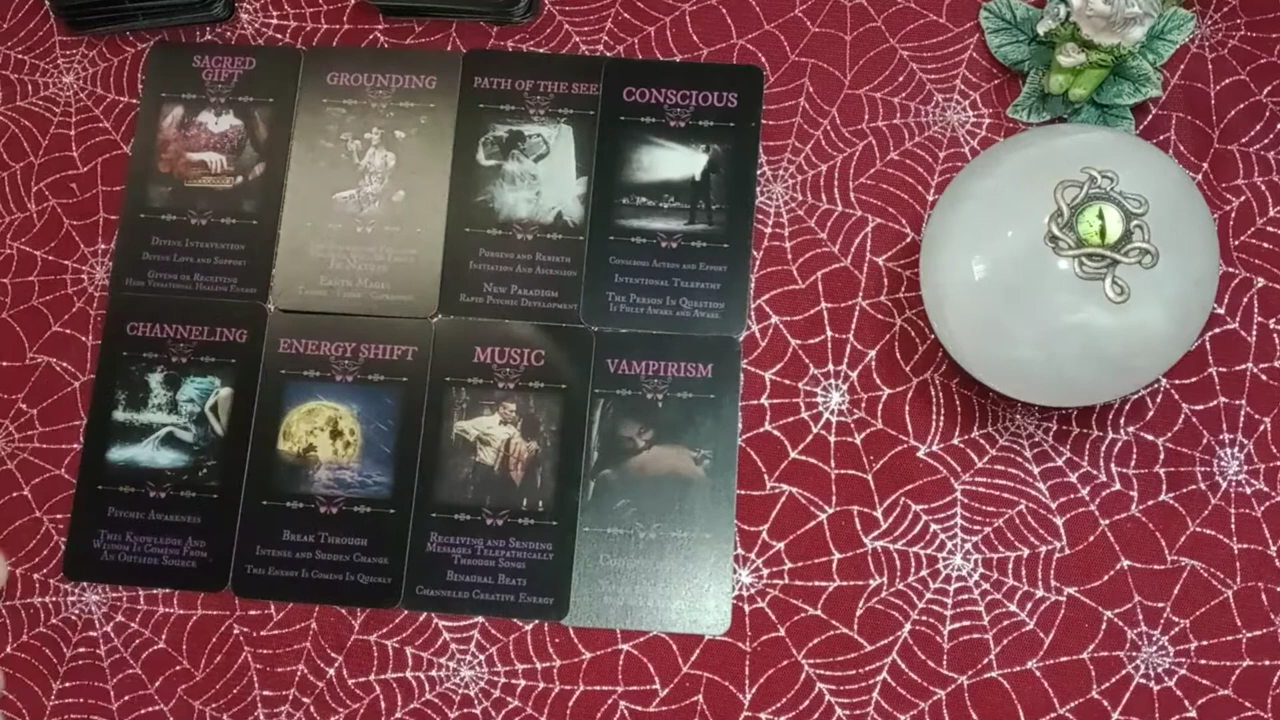 SACRED
GIFT
DIVINE INTERVENTION
DIVINE LOVE AND SUPPORT
GIVING OR RECEIVING
HIGH VIBRATIONAL HEALING ENERGY
GROUNDING
EARTH MAGIC
PATH OF THE SEE
PURGING AND REBIRTH
INITIATION AND ASCENSION
NEW PARADIGM
RAPID PSYCHIC DEVELOPMENT
CONSCIOUS
CONSCIOUS ACTION AND EFFORT
INTENTIONAL TELEPATHY
THE PERSON IN QUESTION
IS FULLY AWAKE AND AWARE
CHANNELING
PSYCHIC AWARENESS
THIS KNOWLEDGE AND
WISDOM IS COMING FROM
AN OUTSIDE SOURCE
ENERGY SHIFT
BREAK THROUGH
INTENSE AND SUDDEN CHANGE
THIS ENERGY IS COMING IN QUICKLY
MUSIC
RECEIVING AND SENDING
MESSAGES TELEPATHICALLY
THROUGH SONGS
BINAURAL BEATS
CHANNELED CREATIVE ENERGY
VAMPIRISM